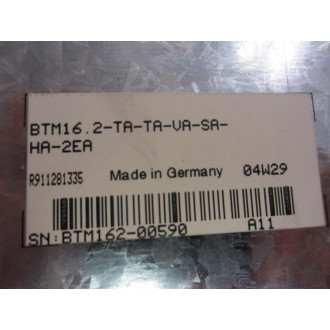 BTM16.2-TA-TA-VA-SA-
HA-2EA
R911281335 Made in Germany 04W29
SN:BTM162-00590 A11